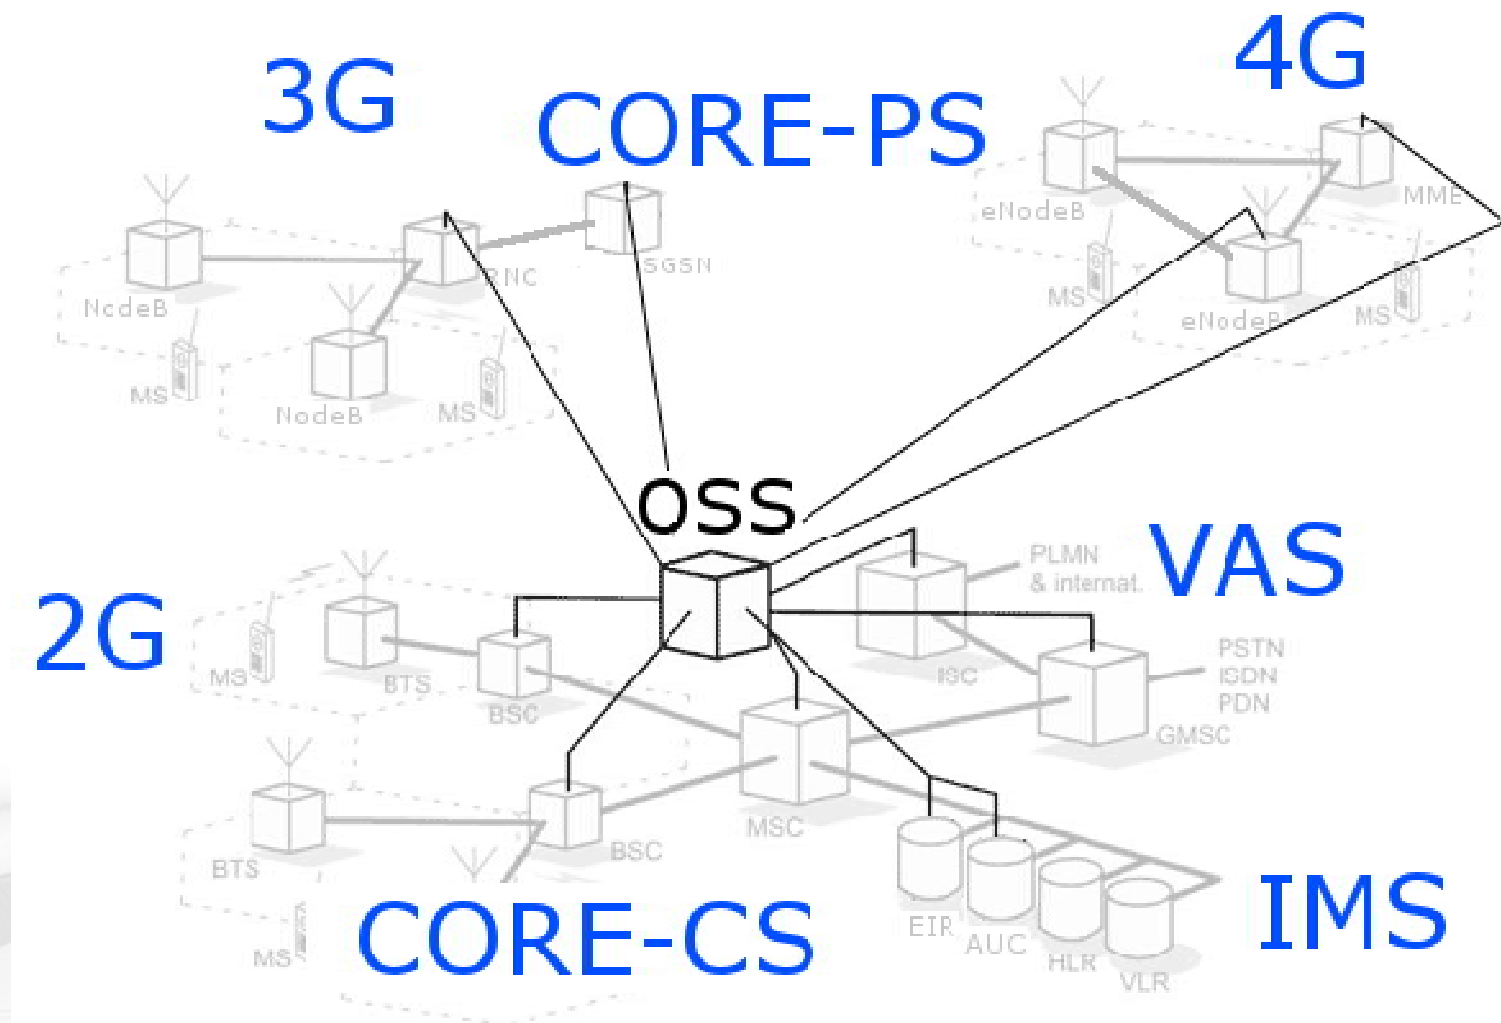 4G
3G
CORE-PS
MME
eNodeB
RNC
SGSN
MS
eNodeB
MS
NodeB
MS
NodeB
MS
OSS
PLMN
& internat.
VAS
2G
MS
BTS
BSC
ISC
PSTN
ISDN
PDN
GMSC
MSC
BSC
BTS
IMS
EIR
AUC
HLR
VLR
CORE-CS
MS